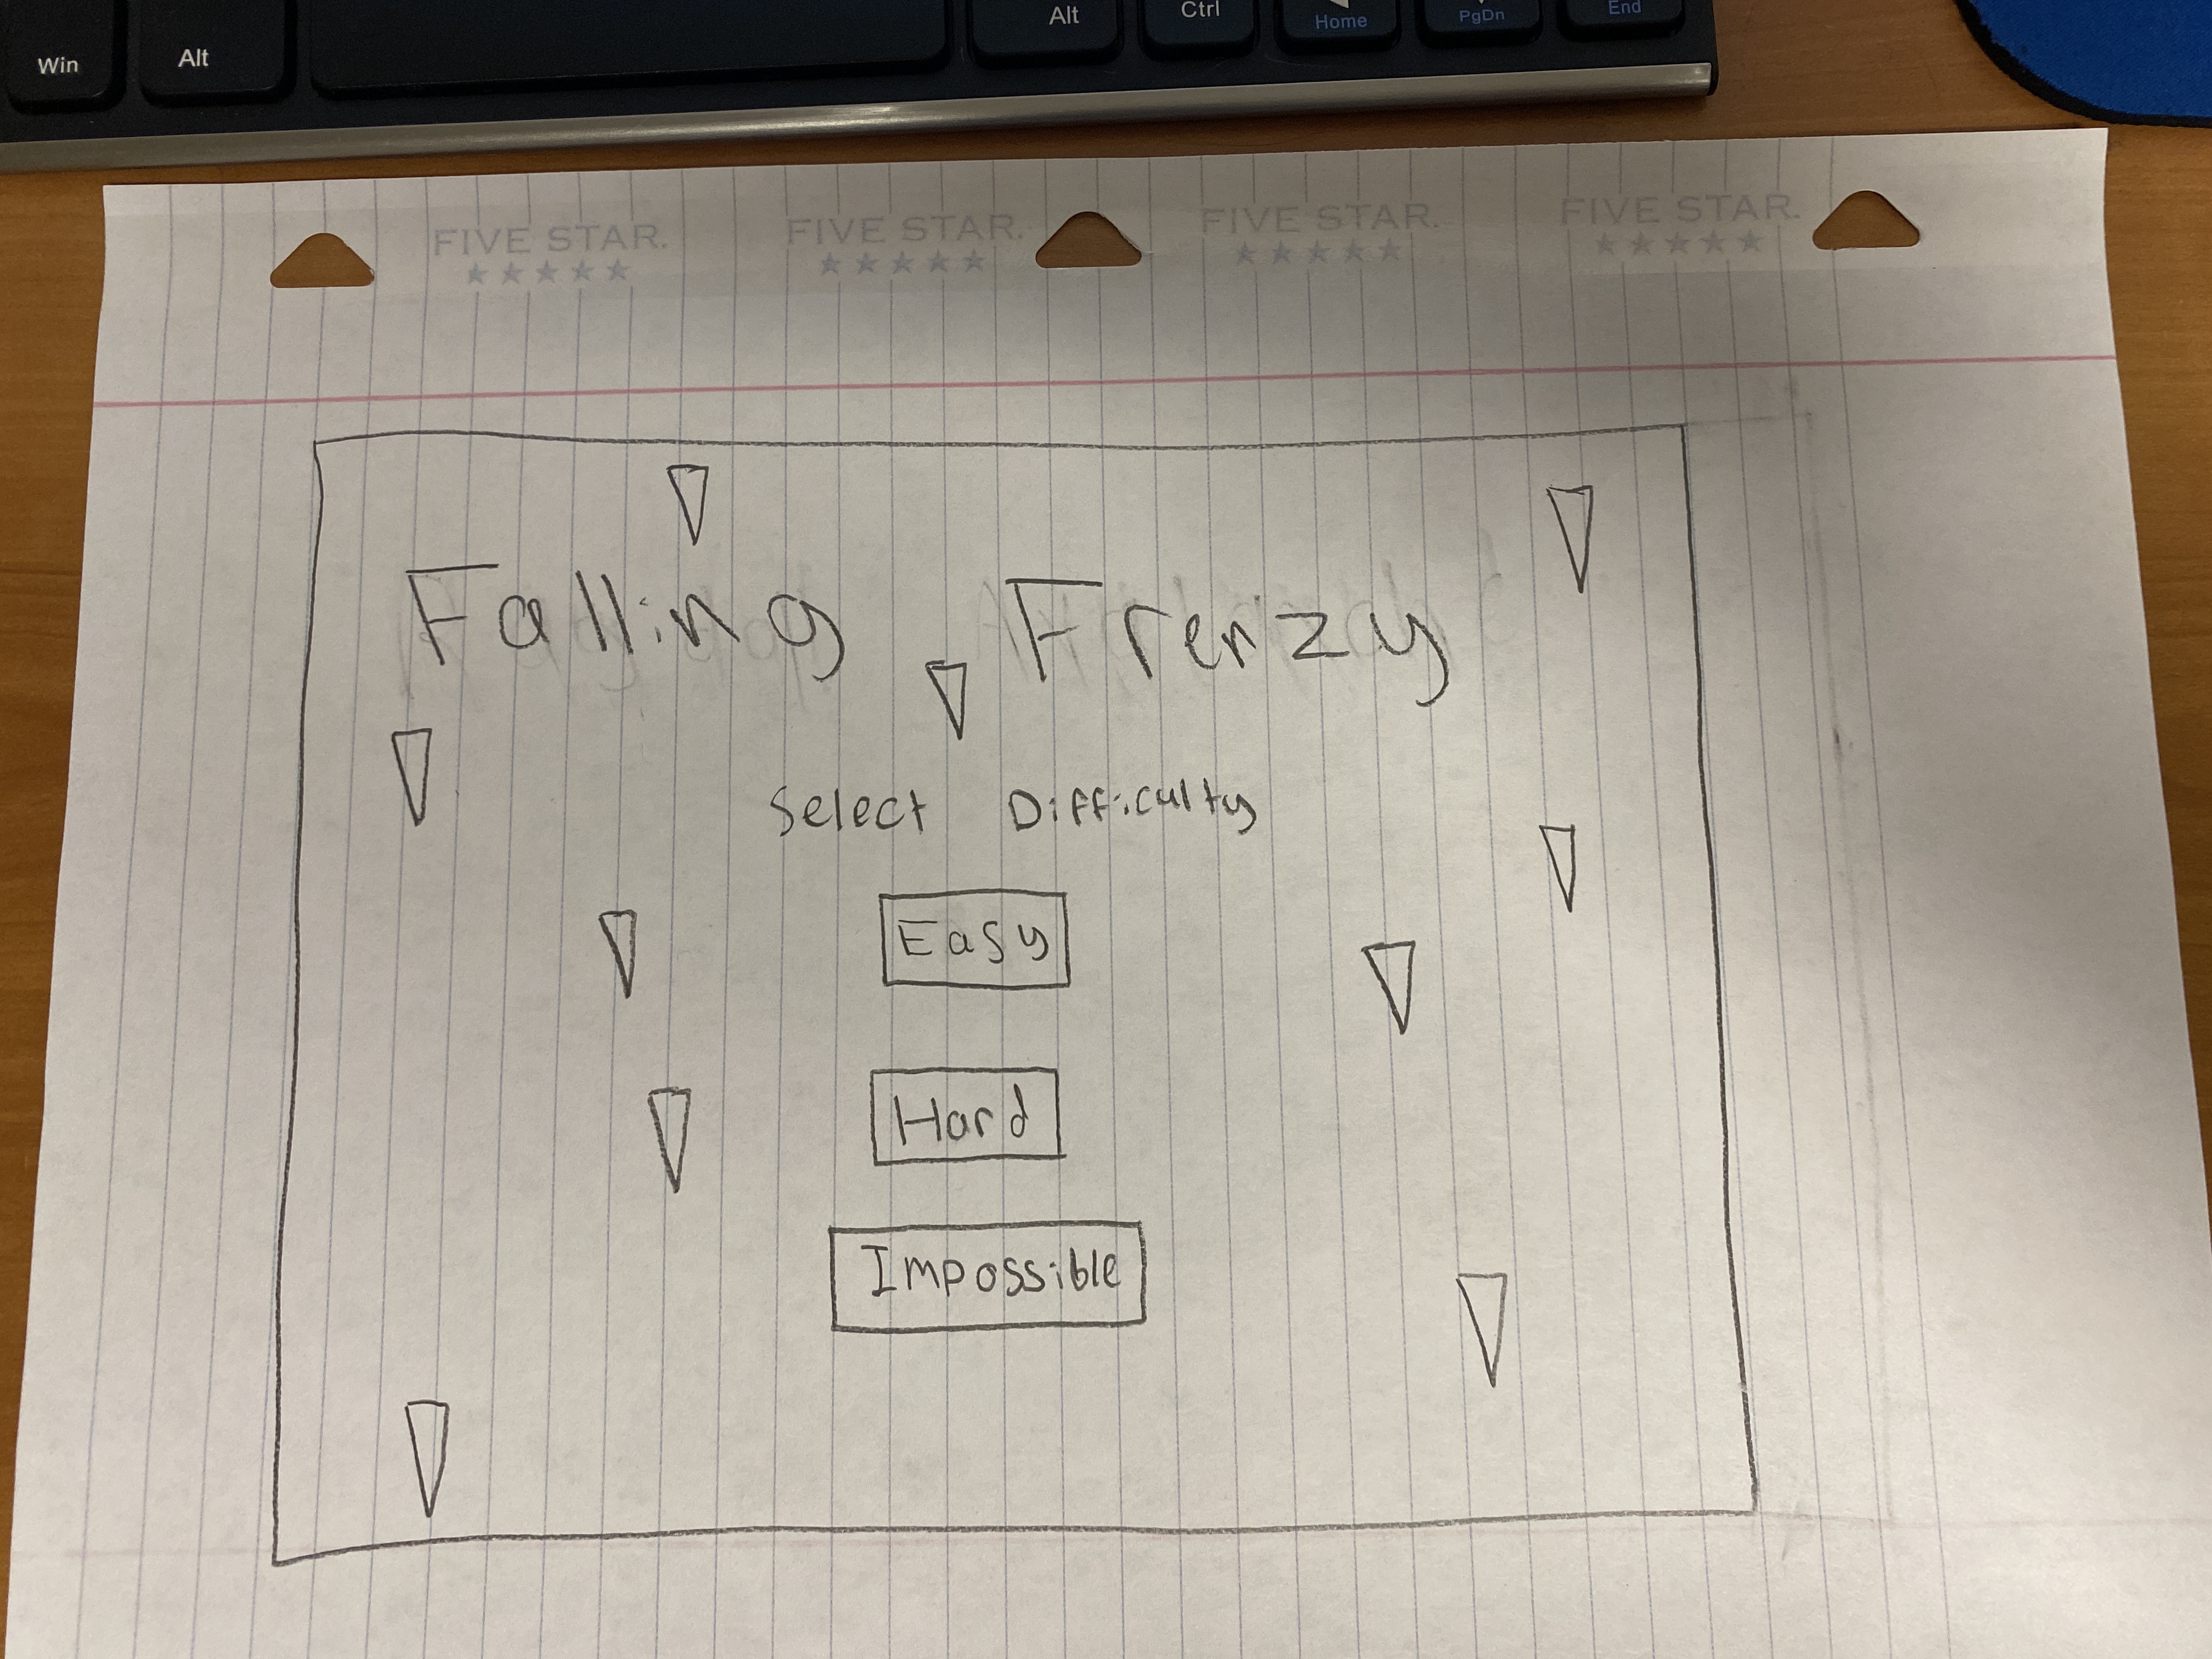 Win Alt Alt Ctrl Home PgDn End
FIVE STAR. FIVE STAR. FIVE STAR. FIVE STAR.
Falling Frenzy
Select Difficulty
Easy
Hard
Impossible